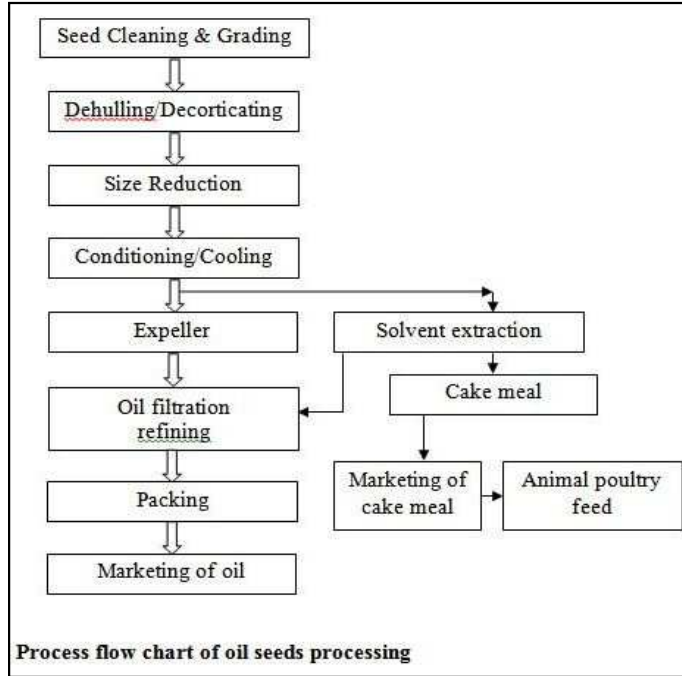 Seed Cleaning & Grading
Dehulling/Decorticating
Size Reduction
Conditioning/Cooling
Expeller
Solvent extraction
Oil filtration
refining
Cake meal
Packing
Marketing of
cake meal
Animal poultry
feed
Marketing of oil
Process flow chart of oil seeds processing